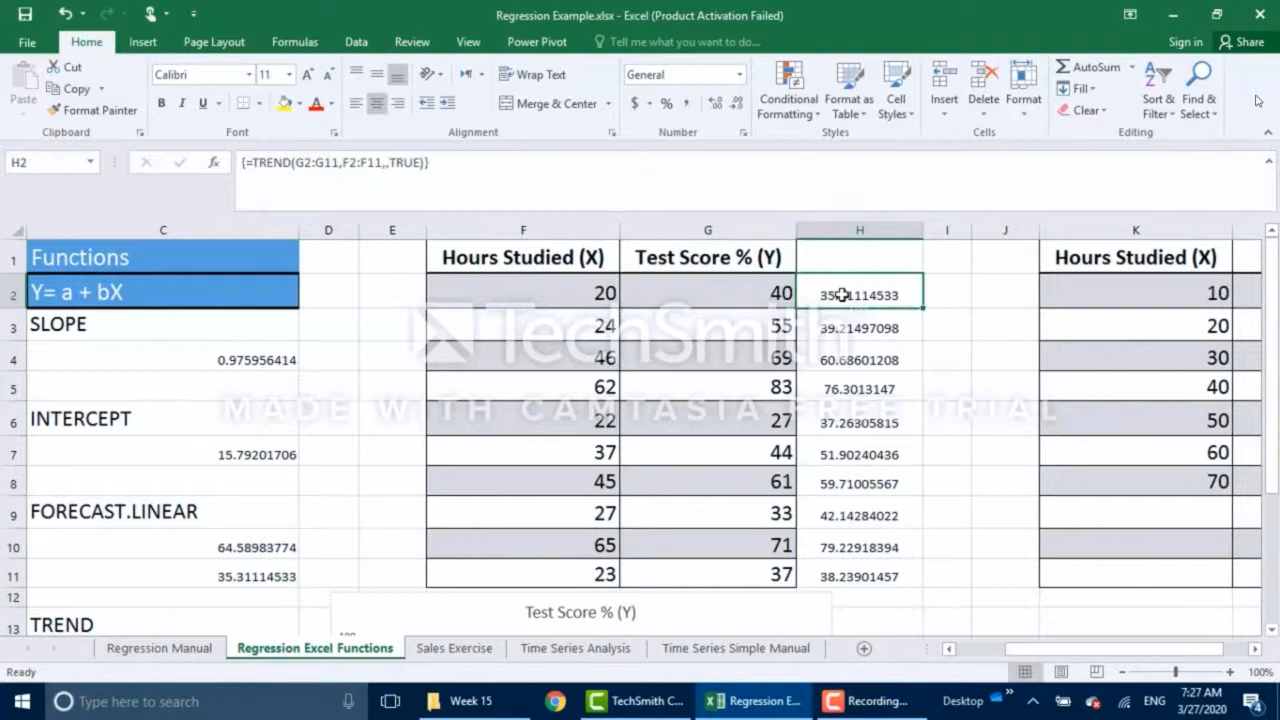 Regression Example.xlsx - Excel (Product Activation Failed)
File Home Insert Page Layout Formulas Data Review View Power Pivot Tell me what you want to do... Sign in Share
Paste
Cut
Copy
Format Painter
Clipboard
Calibri 11
B I U
Font
Wrap Text
Merge & Center
Alignment
General
$ % ,
Number
Conditional Formatting
Format as Table
Cell Styles
Styles
Insert Delete Format
Cells
AutoSum
Fill
Clear
Sort & Filter
Find & Select
Editing
H2 fx {=TREND(G2:G11,F2:F11,,TRUE)}
C D E F G H I J K
1 Functions Hours Studied (X) Test Score % (Y) Hours Studied (X)
2 Y= a + bX 20 40 10
3 SLOPE 24 55 39.21497098 20
4 0.975956414 46 69 60.68601208 30
5 62 83 76.3013147 40
6 INTERCEPT 22 27 37.26305815 50
7 15.79201706 37 44 51.90240436 60
8 45 61 59.71005567 70
9 FORECAST.LINEAR 27 33 42.14284022
10 64.58983774 65 71 79.22918394
11 35.31114533 23 37 38.23901457
12
13 TREND
Test Score % (Y)
100
TechSmith
MADE WITH CAMTASIA FREE TRIAL
Regression Manual Regression Excel Functions Sales Exercise Time Series Analysis Time Series Simple Manual
Ready 100%
Type here to search Week 15 TechSmith C... Regression E... Recording... Desktop ENG 7:27 AM
3/27/2020 4